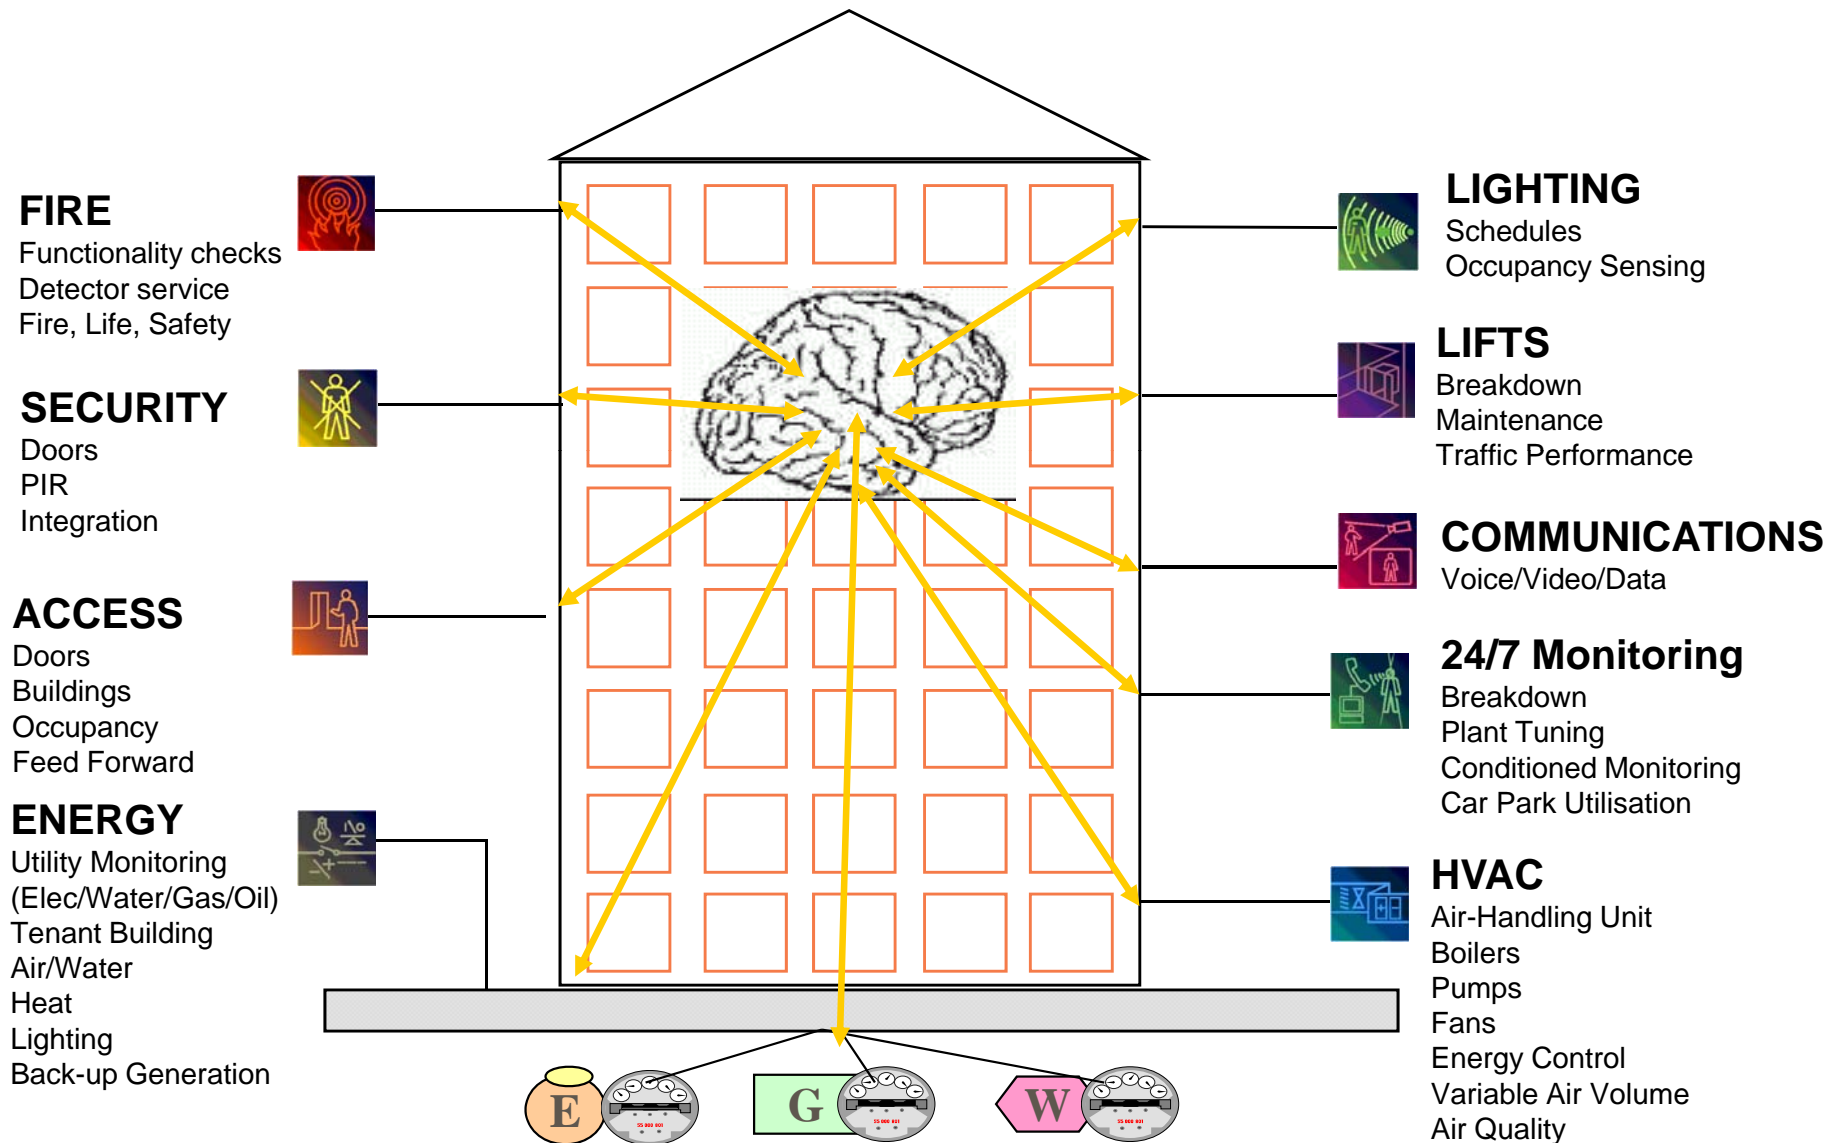 FIRE
Functionality checks
Detector service
Fire, Life, Safety
SECURITY
Doors
PIR
Integration
ACCESS
Doors
Buildings
Occupancy
Feed Forward
ENERGY
Utility Monitoring
(Elec/Water/Gas/Oil)
Tenant Building
Air/Water
Heat
Lighting
Back-up Generation
LIGHTING
Schedules
Occupancy Sensing
LIFTS
Breakdown
Maintenance
Traffic Performance
COMMUNICATIONS
Voice/Video/Data
24/7 Monitoring
Breakdown
Plant Tuning
Conditioned Monitoring
Car Park Utilisation
HVAC
Air-Handling Unit
Boilers
Pumps
Fans
Energy Control
Variable Air Volume
Air Quality
E
G
W